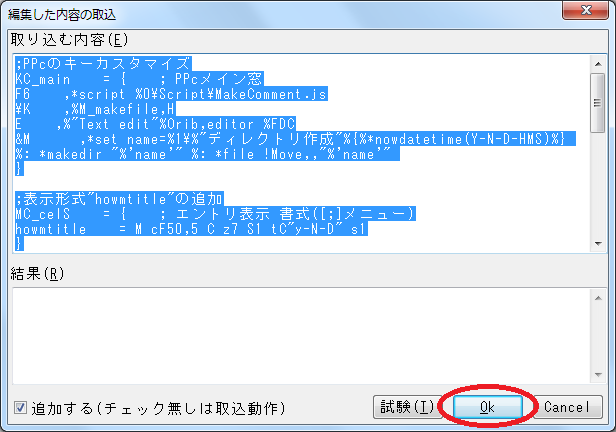 編集した内容の取込
取り込む内容(E)
;PPcのキーカスタマイズ
KC_main    = {    ; PPcメイン窓
F6    ,*script %0¥Script¥MakeComment.js
¥K    ,%M_makefile,H
E    ,%"Text edit"%Orib,editor %FDC
&M    ,*set name=%1¥%"ディレクトリ作成"%{%*nowdatetime(Y-N-D-HMS)%}
%: *makedir "%'name'" %: *file !Move,,"%'name'"
}
;表示形式"howmtitle"の追加
MC_celS    = {    ; エントリ表示 書式([;]メニュー)
howmtitle    = M cF50,5 C z7 S1 tC"y-N-D" s1
}
結果(R)
追加する(チェック無しは取込動作)
試験(T)
Ok
Cancel